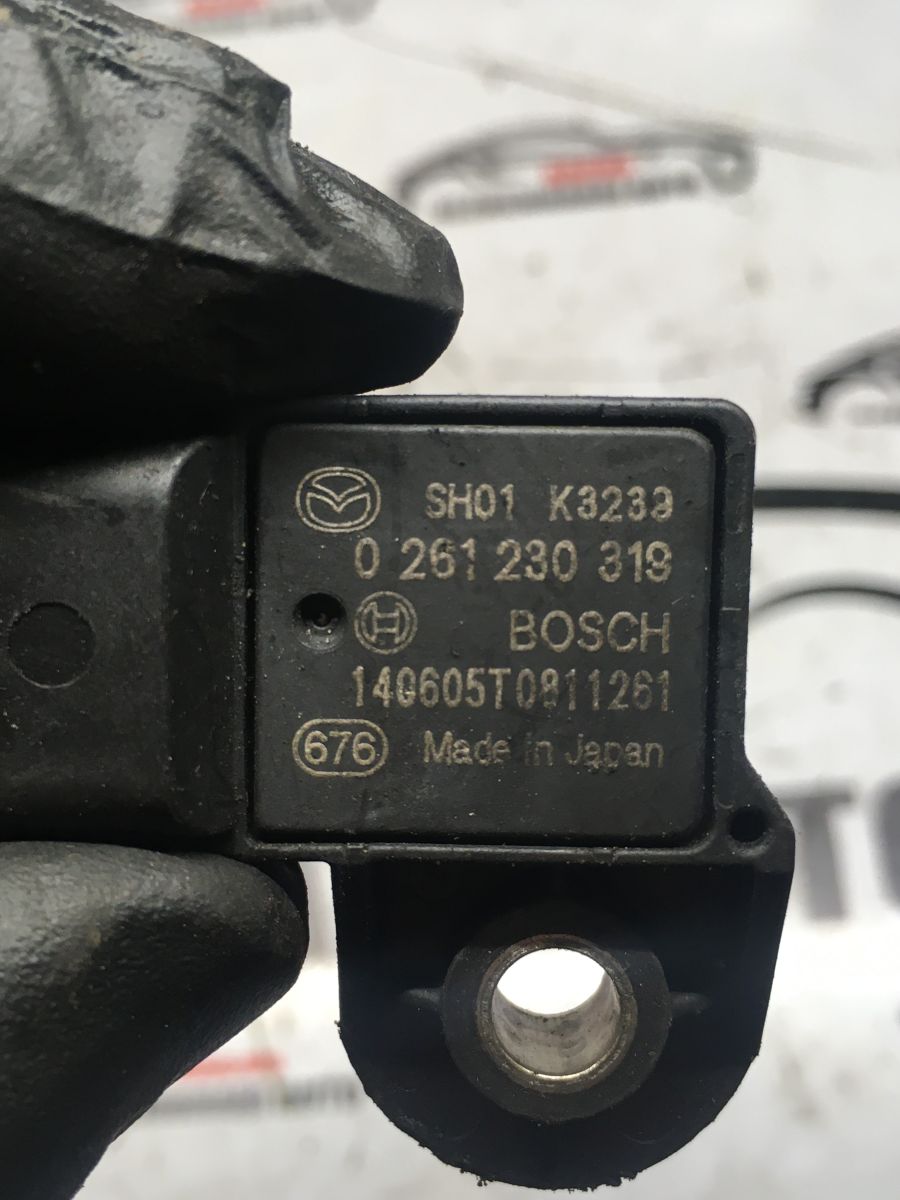 SH01 K3239
0 261 230 319
BOSCH
140605T0811261
676 Made in Japan